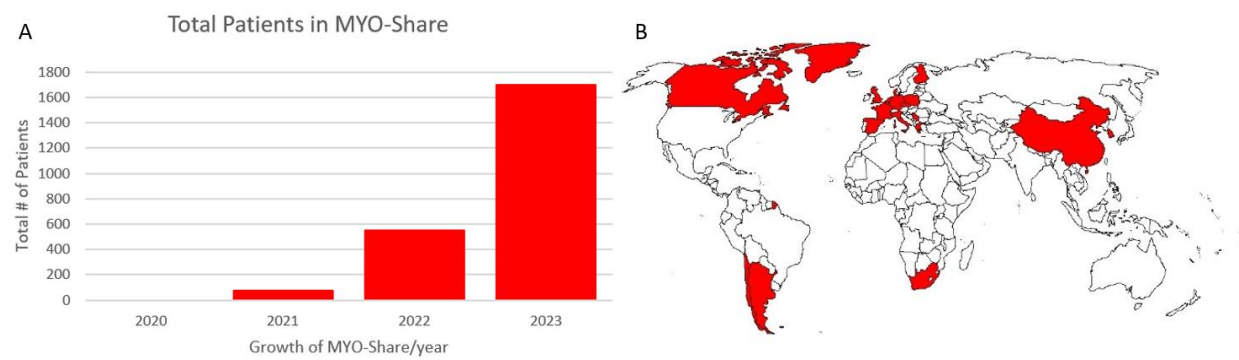 A
Total Patients in MYO-Share
Total # of Patients
1800
1600
1400
1200
1000
800
600
400
200
0
2020 2021 2022 2023
Growth of MYO-Share/year
B